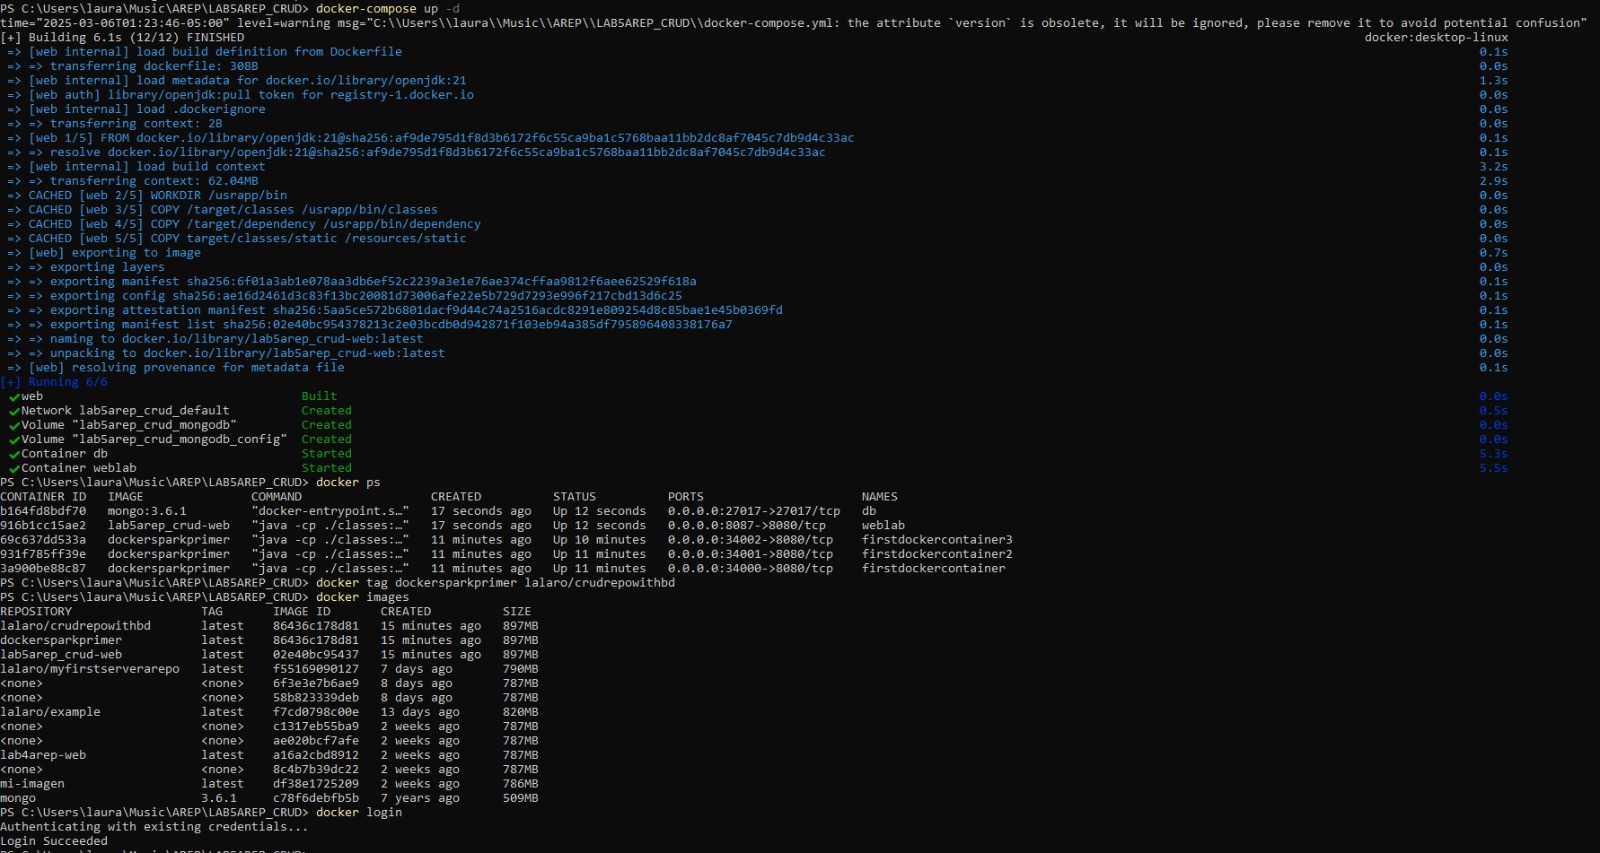 PS C:\Users\laura\Music\AREP\LAB5AREP_CRUD> docker-compose up -d
time="2025-03-06T01:23:46-05:00" level=warning msg="C:\\Users\\laura\\Music\\AREP\\LAB5AREP_CRUD\\docker-compose.yml: the attribute `version` is obsolete, it will be ignored, please remove it to avoid potential confusion"
[+] Building 6.1s (12/12) FINISHED docker:desktop-linux
=> [web internal] load build definition from Dockerfile 0.1s
=> => transferring dockerfile: 308B 0.0s
=> [web internal] load metadata for docker.io/library/openjdk:21 1.3s
=> [web auth] library/openjdk:pull token for registry-1.docker.io 0.0s
=> [web internal] load .dockerignore 0.0s
=> => transferring context: 2B 0.0s
=> [web 1/5] FROM docker.io/library/openjdk:21@sha256:af9de795d1f8d3b6172f6c55ca9ba1c5768baa11bb2dc8af7045c7db9d4c33ac 0.1s
=> => resolve docker.io/library/openjdk:21@sha256:af9de795d1f8d3b6172f6c55ca9ba1c5768baa11bb2dc8af7045c7db9d4c33ac 0.1s
=> [web internal] load build context 3.2s
=> => transferring context: 62.04MB 2.9s
=> CACHED [web 2/5] WORKDIR /usrapp/bin 0.0s
=> CACHED [web 3/5] COPY /target/classes /usrapp/bin/classes 0.0s
=> CACHED [web 4/5] COPY /target/dependency /usrapp/bin/dependency 0.0s
=> CACHED [web 5/5] COPY target/classes/static /resources/static 0.0s
=> [web] exporting to image 0.7s
=> => exporting layers 0.0s
=> => exporting manifest sha256:6f01a3ab1e078aa3db6ef52c2239a3e1e76ae374cffaa9812f6aee62529f618a 0.1s
=> => exporting config sha256:ae16d2461d3c83f13bc20081d73006afe22e5b729d7293e996f217cbd13d6c25 0.1s
=> => exporting attestation manifest sha256:5aa5ce572b6801dacf9d44c74a2516acdc8291e809254d8c85bae1e45b0369fd 0.1s
=> => exporting manifest list sha256:02e40bc954378213c2e03bcdb0d942871f103eb94a385df795896408338176a7 0.1s
=> => naming to docker.io/library/lab5arep_crud-web:latest 0.0s
=> => unpacking to docker.io/library/lab5arep_crud-web:latest 0.0s
=> [web] resolving provenance for metadata file 0.1s
[+] Running 6/6
✔web Built 0.0s
✔Network lab5arep_crud_default Created 0.5s
✔Volume "lab5arep_crud_mongodb" Created 0.0s
✔Volume "lab5arep_crud_mongodb_config" Created 0.0s
✔Container db Started 5.3s
✔Container weblab Started 5.5s
PS C:\Users\laura\Music\AREP\LAB5AREP_CRUD> docker ps
CONTAINER ID IMAGE COMMAND CREATED STATUS PORTS NAMES
b164fd8bdf70 mongo:3.6.1 "docker-entrypoint.s…" 17 seconds ago Up 12 seconds 0.0.0.0:27017->27017/tcp db
916b1cc15ae2 lab5arep_crud-web "java -cp ./classes:…" 17 seconds ago Up 12 seconds 0.0.0.0:8087->8080/tcp weblab
69c637dd533a dockersparkprimer "java -cp ./classes:…" 11 minutes ago Up 10 minutes 0.0.0.0:34002->8080/tcp firstdockercontainer3
931f785ff39e dockersparkprimer "java -cp ./classes:…" 11 minutes ago Up 11 minutes 0.0.0.0:34001->8080/tcp firstdockercontainer2
3a900be88c87 dockersparkprimer "java -cp ./classes:…" 11 minutes ago Up 11 minutes 0.0.0.0:34000->8080/tcp firstdockercontainer
PS C:\Users\laura\Music\AREP\LAB5AREP_CRUD> docker tag dockersparkprimer lalaro/crudrepowithbd
PS C:\Users\laura\Music\AREP\LAB5AREP_CRUD> docker images
REPOSITORY TAG IMAGE ID CREATED SIZE
lalaro/crudrepowithbd latest 86436c178d81 15 minutes ago 897MB
dockersparkprimer latest 86436c178d81 15 minutes ago 897MB
lab5arep_crud-web latest 02e40bc95437 15 minutes ago 897MB
lalaro/myfirstserverarepo latest f55169090127 7 days ago 790MB
<none> <none> 6f3e3e7b6ae9 8 days ago 787MB
<none> <none> 58b823339deb 8 days ago 787MB
lalaro/example latest f7cd0798c00e 13 days ago 820MB
<none> <none> c1317eb55ba9 2 weeks ago 787MB
<none> <none> ae020bcf7afe 2 weeks ago 787MB
lab4arep-web latest a16a2cbd8912 2 weeks ago 787MB
<none> <none> 8c4b7b39dc22 2 weeks ago 787MB
mi-imagen latest df38e1725209 2 weeks ago 786MB
mongo 3.6.1 c78f6debfb5b 7 years ago 509MB
PS C:\Users\laura\Music\AREP\LAB5AREP_CRUD> docker login
Authenticating with existing credentials...
Login Succeeded
PS C:\Users\laura\Music\AREP\LAB5AREP_CRUD>